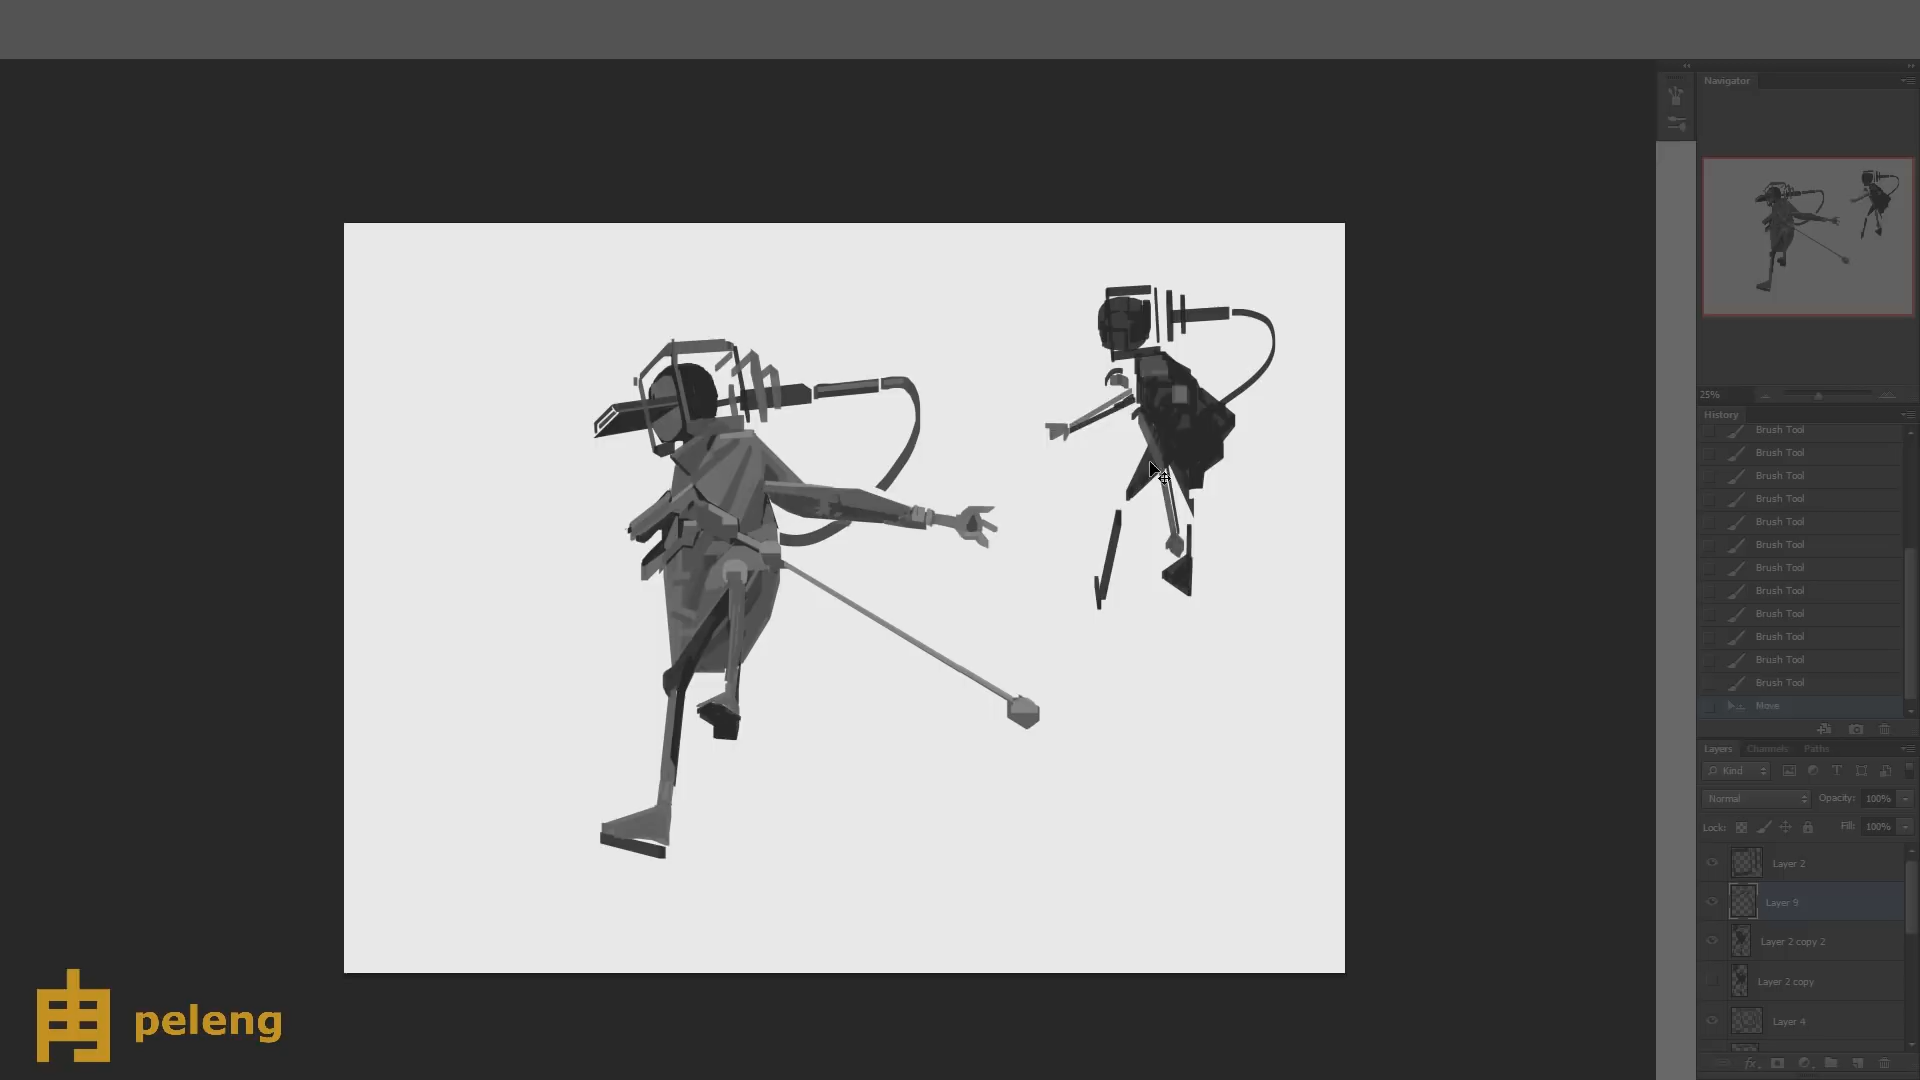 Navigator
25%
History
Brush Tool
Brush Tool
Brush Tool
Brush Tool
Brush Tool
Brush Tool
Brush Tool
Brush Tool
Brush Tool
Brush Tool
Brush Tool
Brush Tool
Move
Layers Channels Paths
Kind
Normal Opacity: 100%
Lock: Fill: 100%
Layer 2
Layer 9
Layer 2 copy 2
Layer 2 copy
Layer 4
fx
peleng